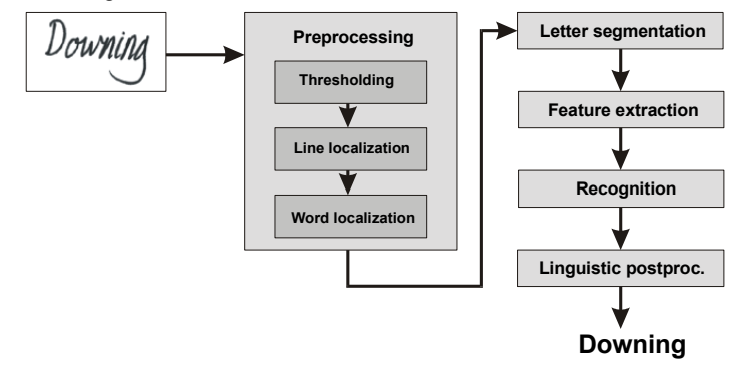 Downing
Preprocessing
Thresholding
Line localization
Word localization
Letter segmentation
Feature extraction
Recognition
Linguistic postproc.
Downing